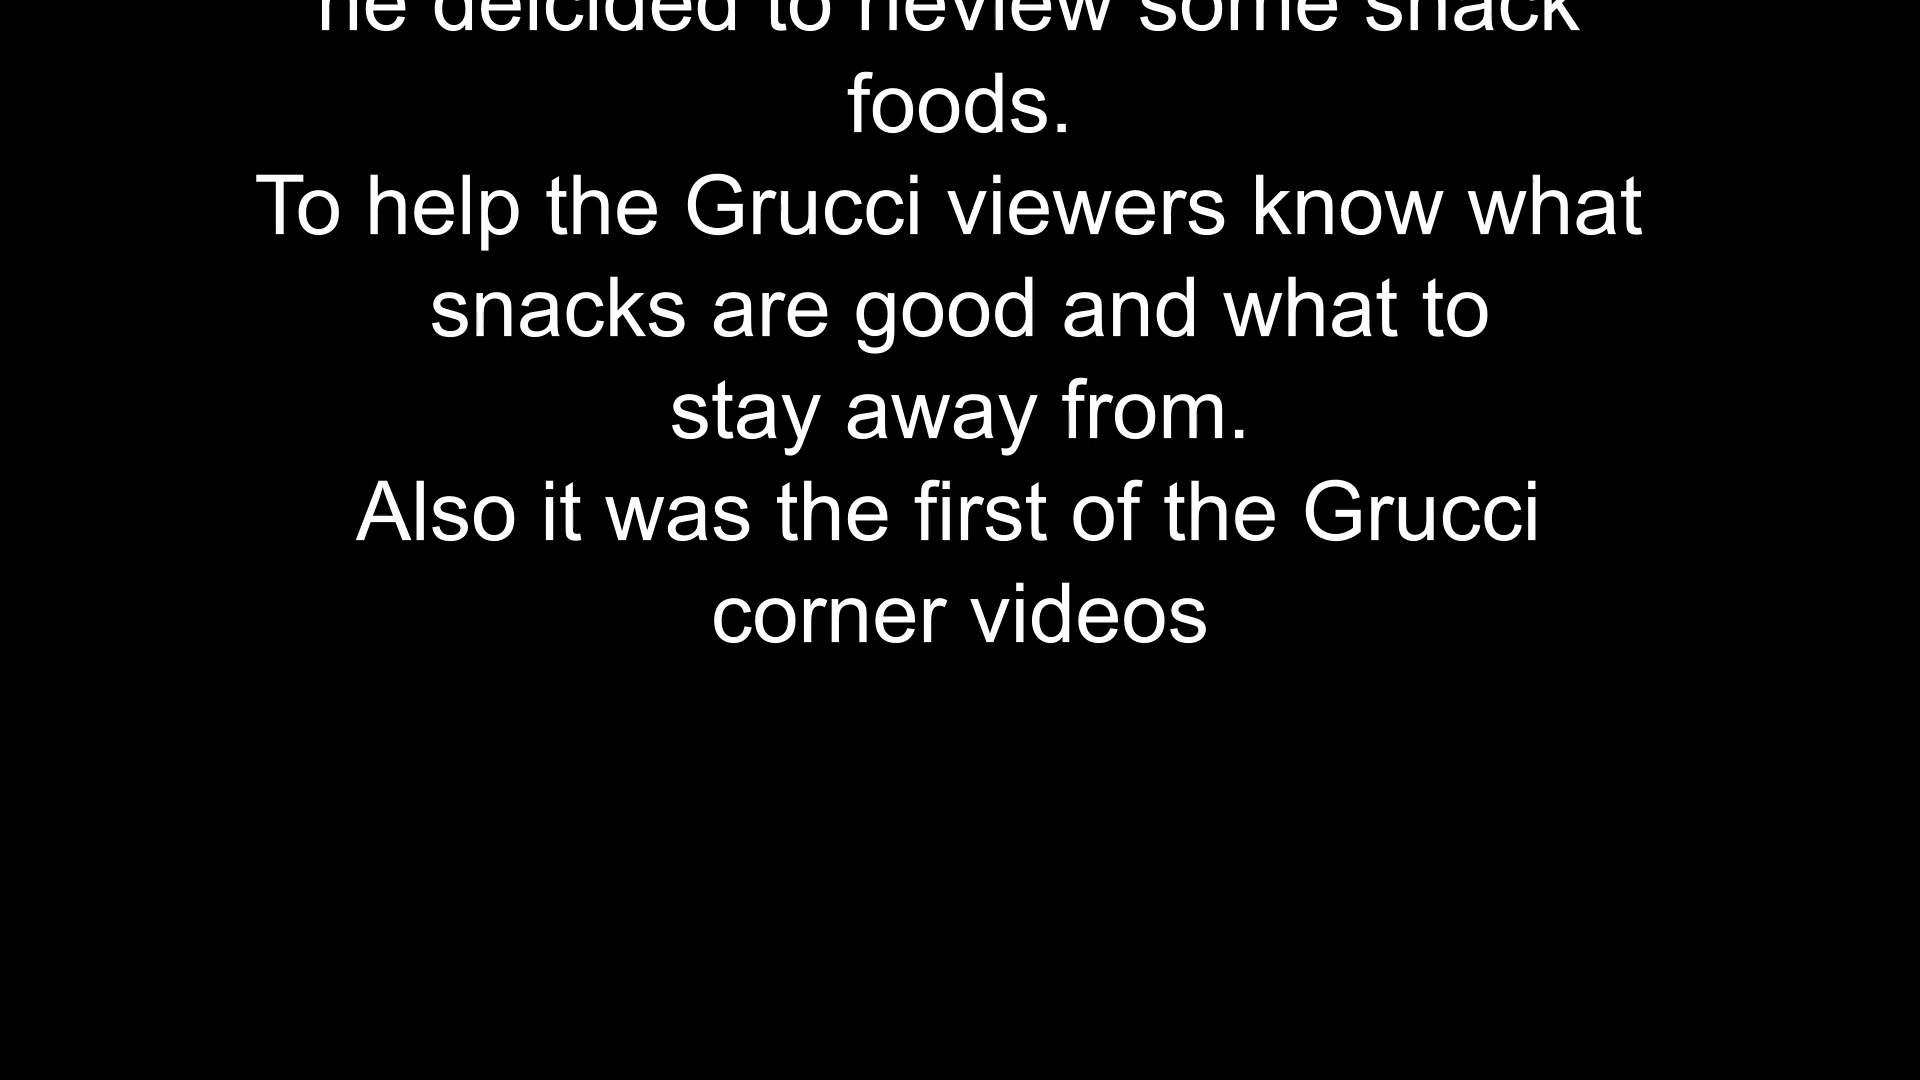 he deicided to rieview some snack
foods.
To help the Grucci viewers know what
snacks are good and what to
stay away from.
Also it was the first of the Grucci
corner videos